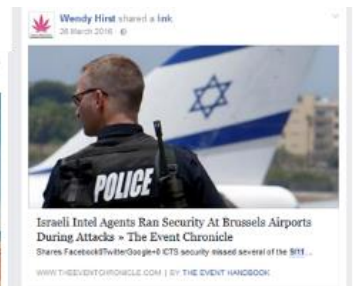 Wendy Hirst shared a link.
28 March 2016
POLICE
Israeli Intel Agents Ran Security At Brussels Airports
During Attacks » The Event Chronicle
Shares Facebook0Twitter0Google+0 ICTS security missed several of the 9/11 ...
WWW.THEEVENTCHRONICLE.COM | BY THE EVENT HANDBOOK